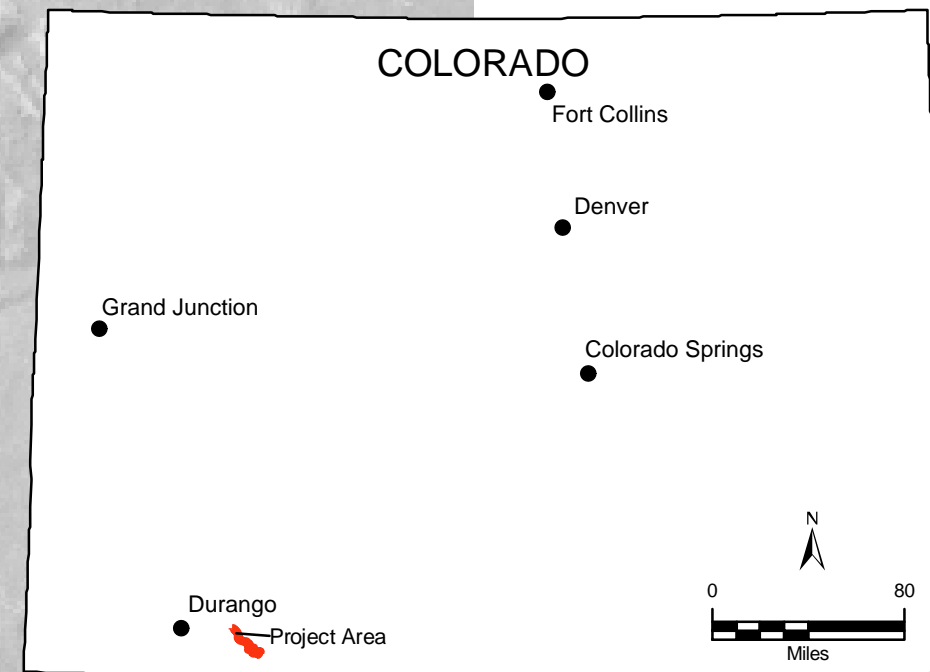 COLORADO
Fort Collins
Denver
Grand Junction
Colorado Springs
N
0 80
Miles
Durango
Project Area